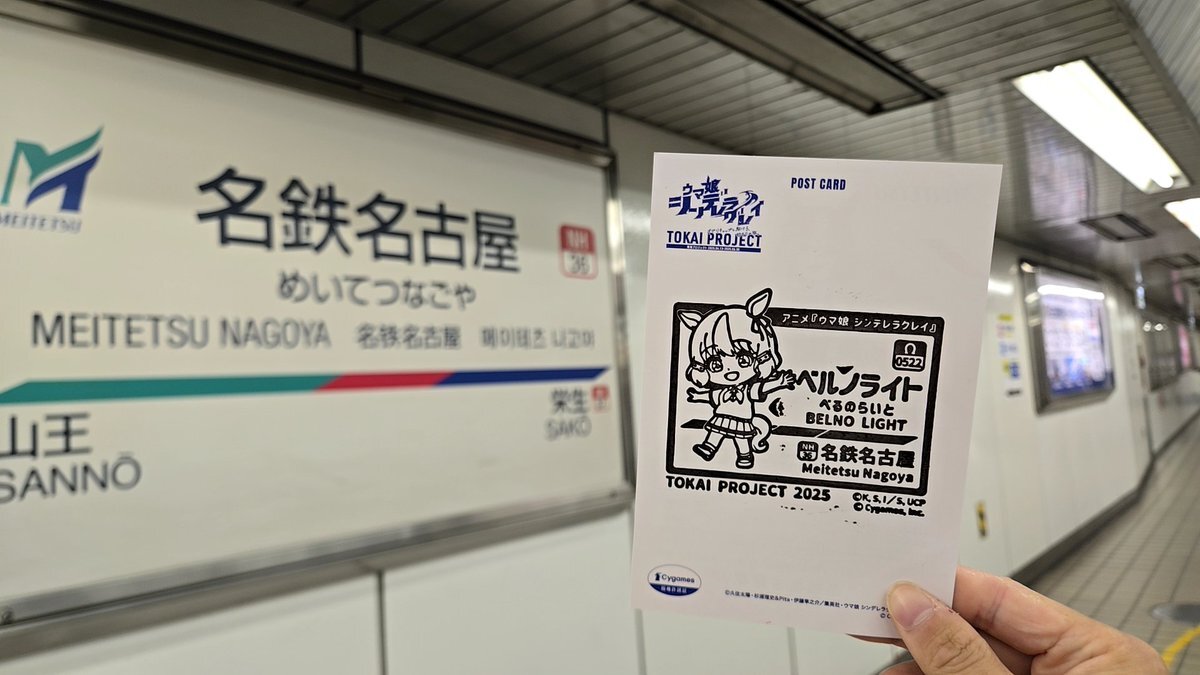 MEITETSU
名鉄名古屋
NH
36
めいてつなごや
MEITETSU NAGOYA 名鉄名古屋 메이테츠 나고야
山王
SANNŌ
栄生
SAKŌ
POST CARD
ウマ娘
シンデレラグレイ
TOKAI PROJECT
アニメ『ウマ娘 シンデレラグレイ』
0522
ベルノライト
べるのらいと
BELNO LIGHT
NH
36
名鉄名古屋
Meitetsu Nagoya
TOKAI PROJECT 2025
©K, S, I／S, UCP
© Cygames, Inc.
Cygames